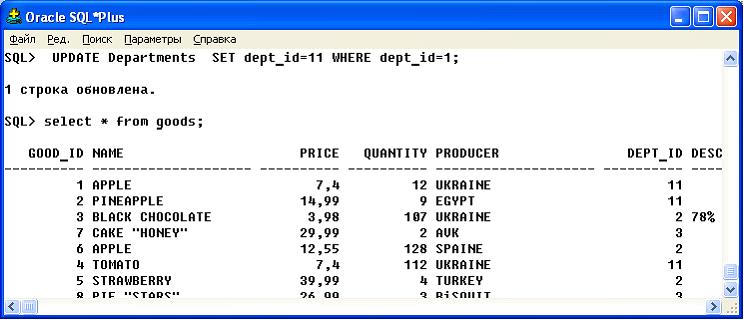 Oracle SQL*Plus
Файл Ред. Поиск Параметры Справка
SQL>  UPDATE Departments  SET dept_id=11 WHERE dept_id=1;
1 строка обновлена.
SQL> select * from goods;
GOOD_ID NAME PRICE QUANTITY PRODUCER DEPT_ID DESC
---------- ------------------------ ---------- ---------- -------------------- ---------- ----
1 APPLE 7,4 12 UKRAINE 11
2 PINEAPPLE 14,99 9 EGYPT 11
3 BLACK CHOCOLATE 3,98 107 UKRAINE 2 78%
7 CAKE "HONEY" 29,99 2 AVK 3
6 APPLE 12,55 128 SPAINE 2
4 TOMATO 7,4 112 UKRAINE 11
5 STRAWBERRY 39,99 4 TURKEY 2
8 PIE "STARS" 26,99 3 BiSQUIT 3